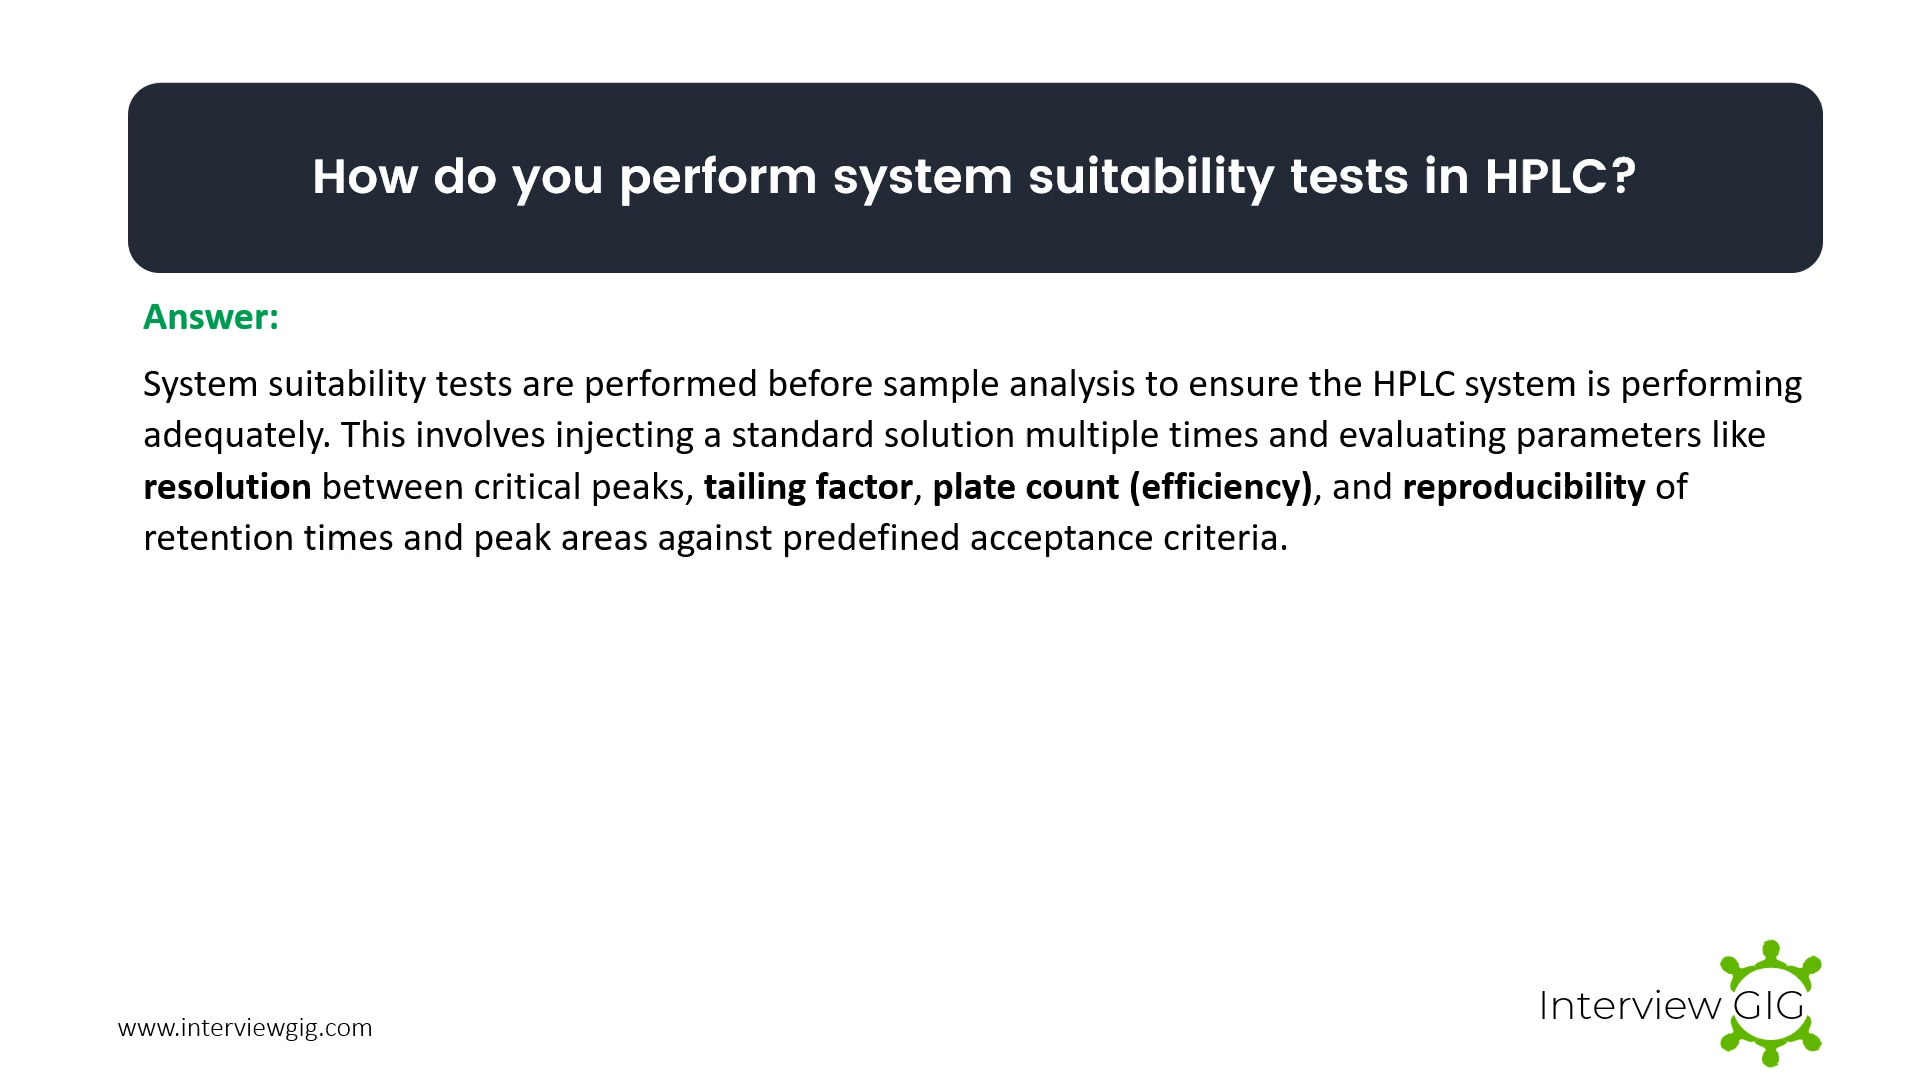 How do you perform system suitability tests in HPLC?
Answer:
System suitability tests are performed before sample analysis to ensure the HPLC system is performing
adequately. This involves injecting a standard solution multiple times and evaluating parameters like
resolution between critical peaks, tailing factor, plate count (efficiency), and reproducibility of
retention times and peak areas against predefined acceptance criteria.
Interview GIG
www.interviewgig.com